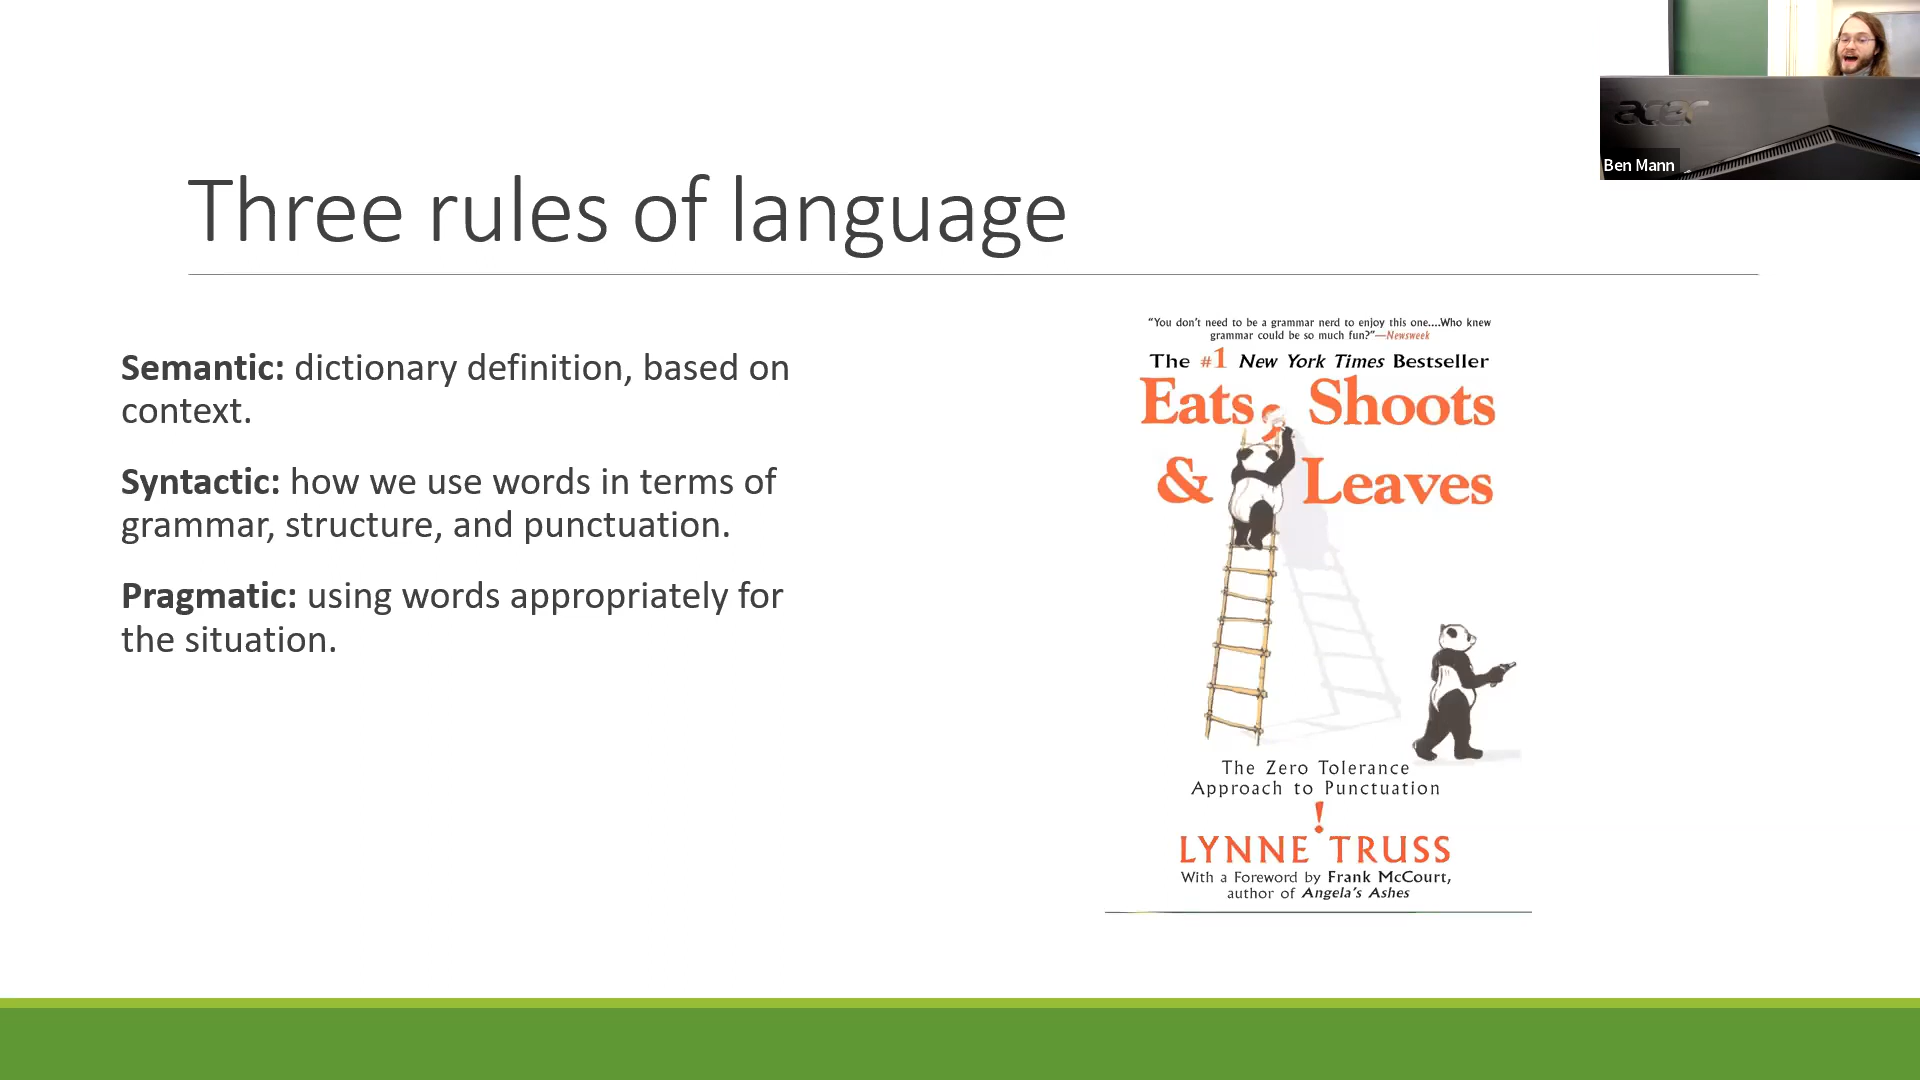 acer
Ben Mann
Three rules of language
Semantic: dictionary definition, based on
context.
Syntactic: how we use words in terms of
grammar, structure, and punctuation.
Pragmatic: using words appropriately for
the situation.
“You don’t need to be a grammar nerd to enjoy this one....Who knew
grammar could be so much fun?”—Newsweek
The #1 New York Times Bestseller
Eats Shoots
& Leaves
The Zero Tolerance
Approach to Punctuation
!
LYNNE TRUSS
With a Foreword by Frank McCourt,
author of Angela’s Ashes